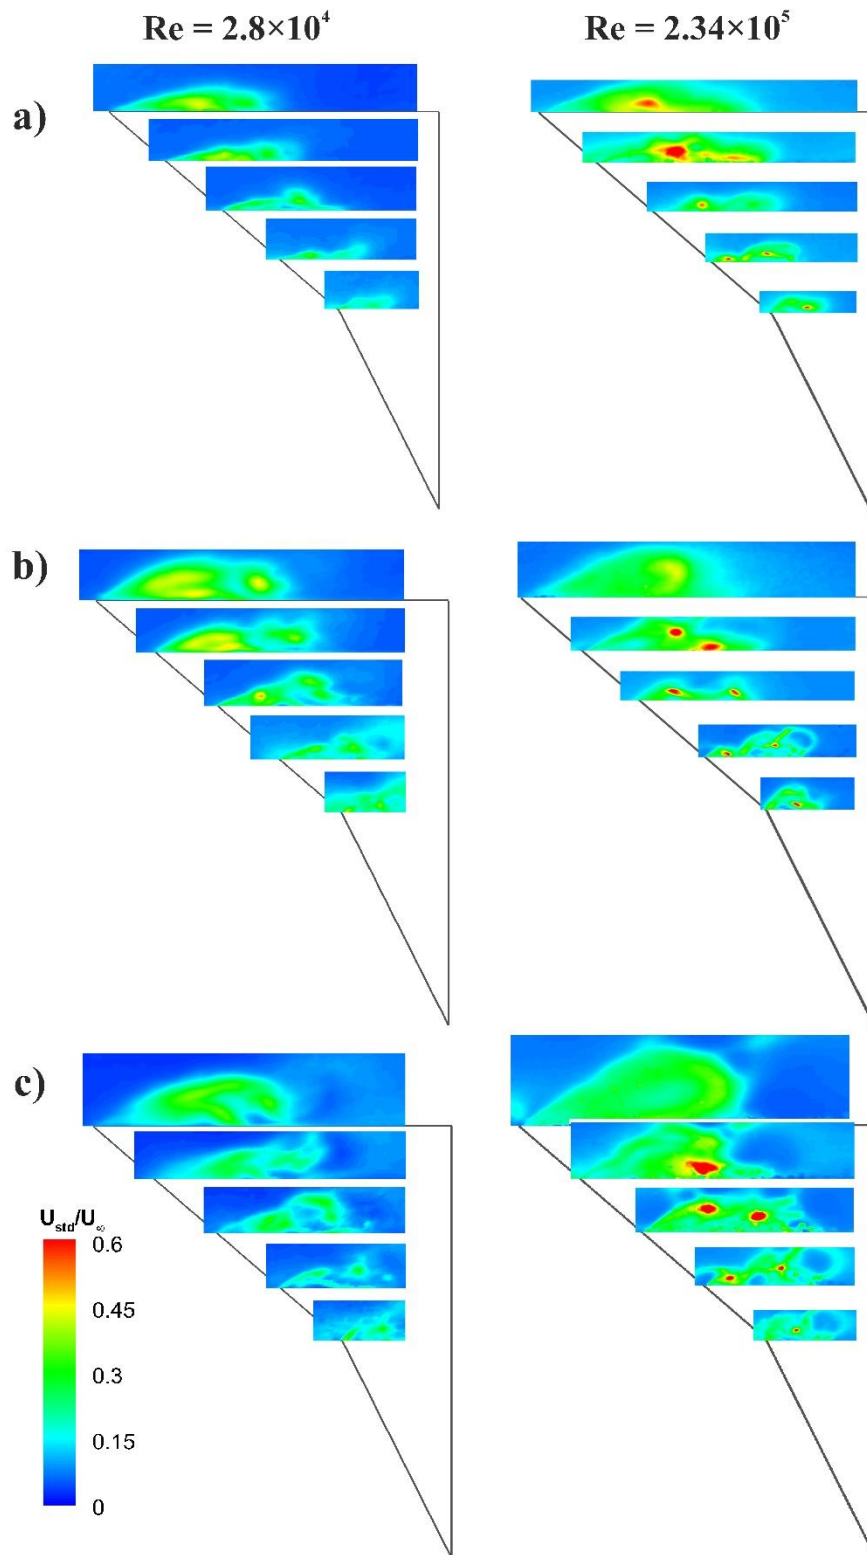 Re = 2.8×10⁴
Re = 2.34×10⁵
a)
b)
c)
U_std/U_∞
0.6
0.45
0.3
0.15
0